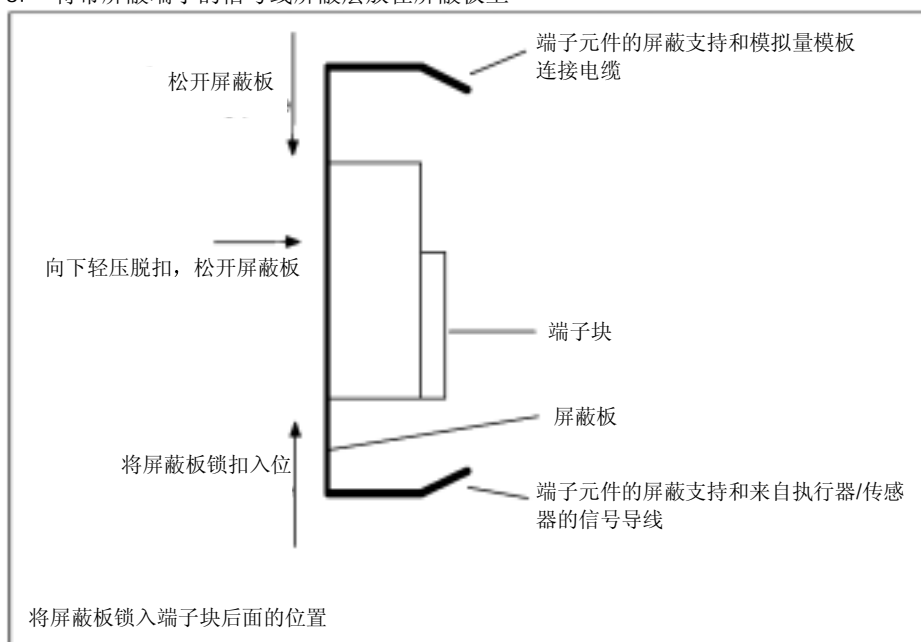 松开屏蔽板
端子元件的屏蔽支持和模拟量模板
连接电缆
向下轻压脱扣，松开屏蔽板
端子块
屏蔽板
将屏蔽板锁扣入位
端子元件的屏蔽支持和来自执行器/传感
器的信号导线
将屏蔽板锁入端子块后面的位置